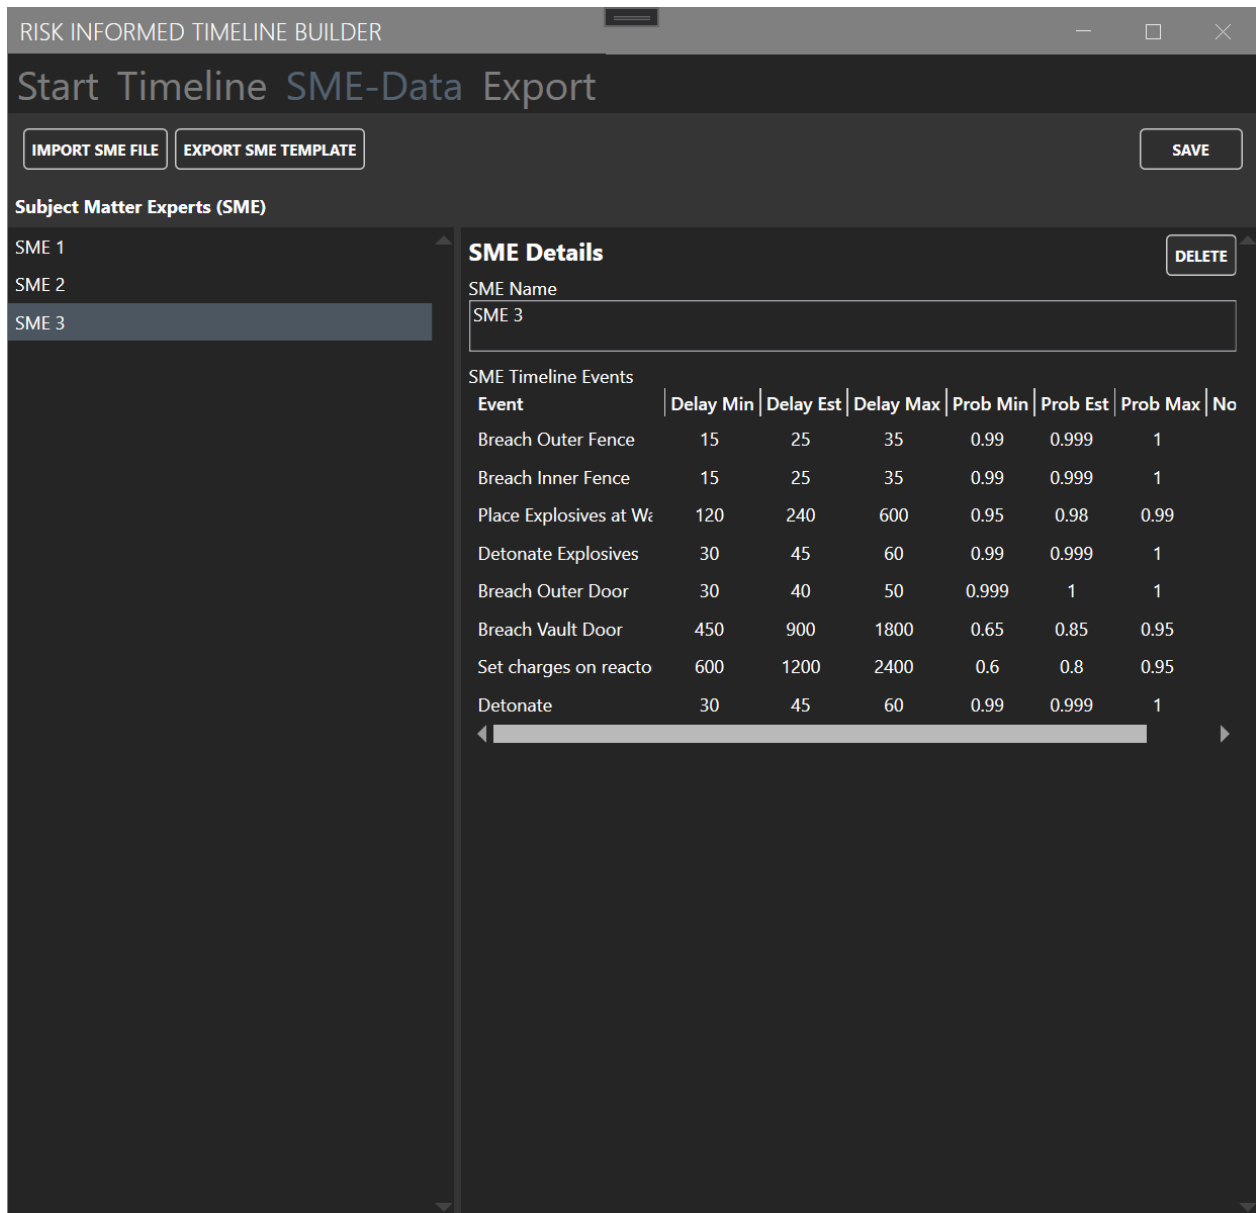 RISK INFORMED TIMELINE BUILDER
Start Timeline SME-Data Export
IMPORT SME FILE EXPORT SME TEMPLATE SAVE
Subject Matter Experts (SME)
SME 1
SME 2
SME 3
SME Details DELETE
SME Name
SME 3
SME Timeline Events
Event Delay Min Delay Est Delay Max Prob Min Prob Est Prob Max No
Breach Outer Fence 15 25 35 0.99 0.999 1
Breach Inner Fence 15 25 35 0.99 0.999 1
Place Explosives at Wa 120 240 600 0.95 0.98 0.99
Detonate Explosives 30 45 60 0.99 0.999 1
Breach Outer Door 30 40 50 0.999 1 1
Breach Vault Door 450 900 1800 0.65 0.85 0.95
Set charges on reacto 600 1200 2400 0.6 0.8 0.95
Detonate 30 45 60 0.99 0.999 1